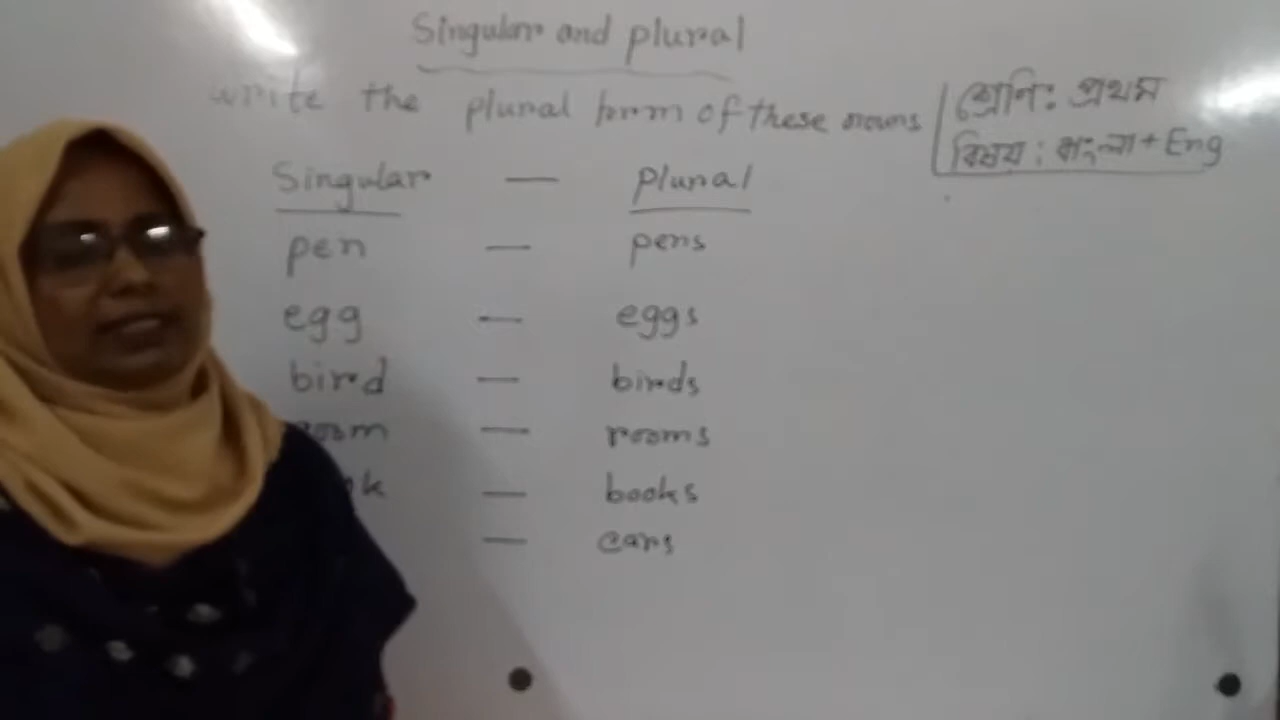 Singular and plural
write the plural form of these nouns
শ্রেণি: প্রথম
বিষয়: বাংলা + Eng
Singular — plural
pen — pens
egg — eggs
bird — birds
— rooms
— books
— cars